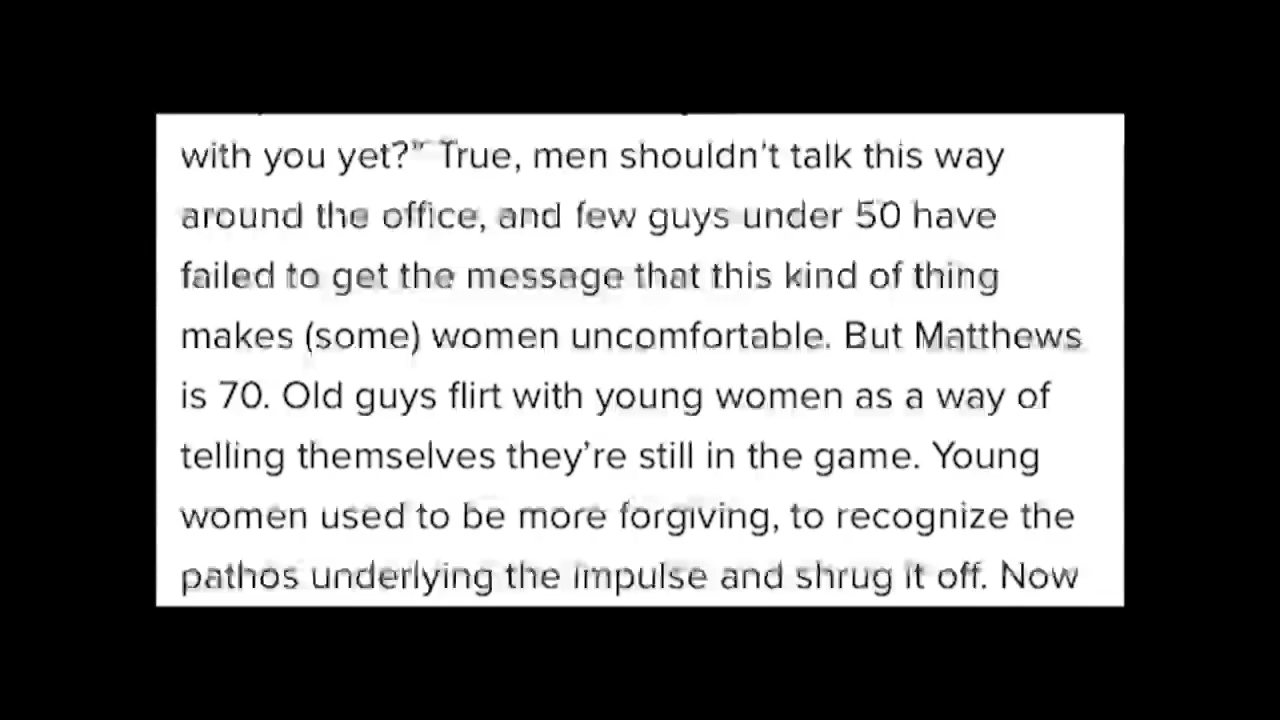 with you yet?" True, men shouldn't talk this way
around the office, and few guys under 50 have
failed to get the message that this kind of thing
makes (some) women uncomfortable. But Matthews
is 70. Old guys flirt with young women as a way of
telling themselves they're still in the game. Young
women used to be more forgiving, to recognize the
pathos underlying the impulse and shrug it off. Now